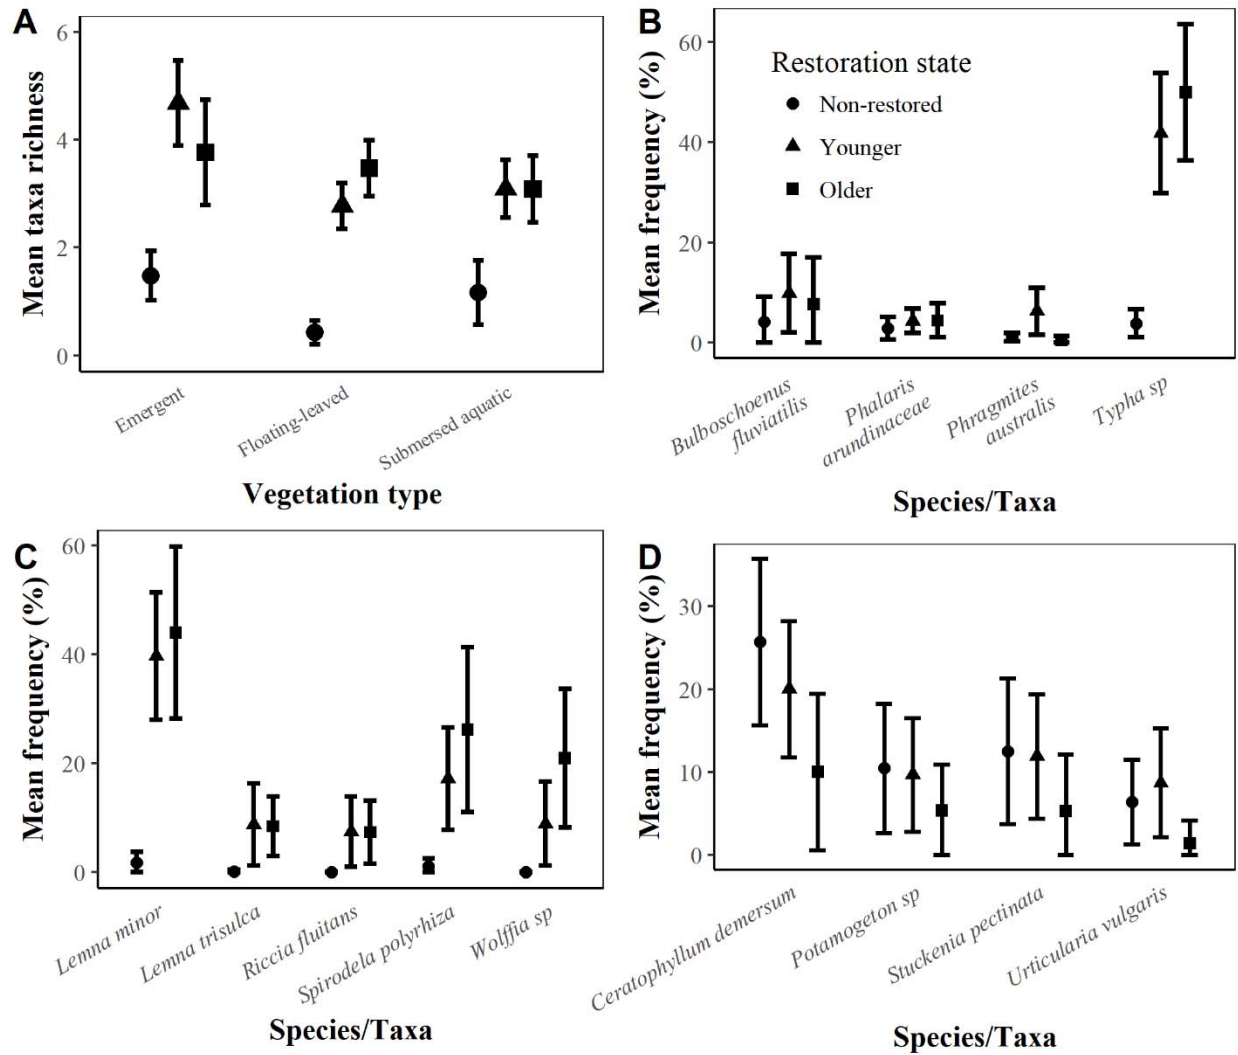 A
Mean taxa richness
6
4
2
0
Emergent
Floating-leaved
Submersed aquatic
Vegetation type
B
Mean frequency (%)
60
40
20
0
Restoration state
Non-restored
Younger
Older
Bulboschoenus
fluviatilis
Phalaris
arundinaceae
Phragmites
australis
Typha sp
Species/Taxa
C
Mean frequency (%)
60
40
20
0
Lemna minor
Lemna trisulca
Riccia fluitans
Spirodela polyrhiza
Wolffia sp
Species/Taxa
D
Mean frequency (%)
30
20
10
0
Ceratophyllum demersum
Potamogeton sp
Stuckenia pectinata
Urticularia vulgaris
Species/Taxa